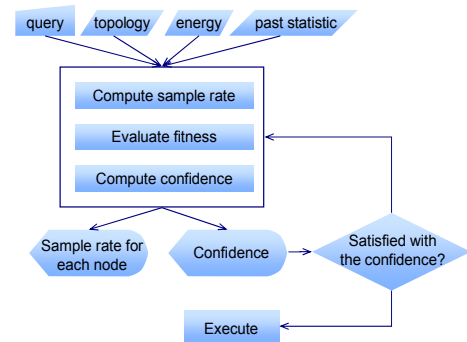 query
topology
energy
past statistic
Compute sample rate
Evaluate fitness
Compute confidence
Sample rate for
each node
Confidence
Satisfied with
the confidence?
Execute